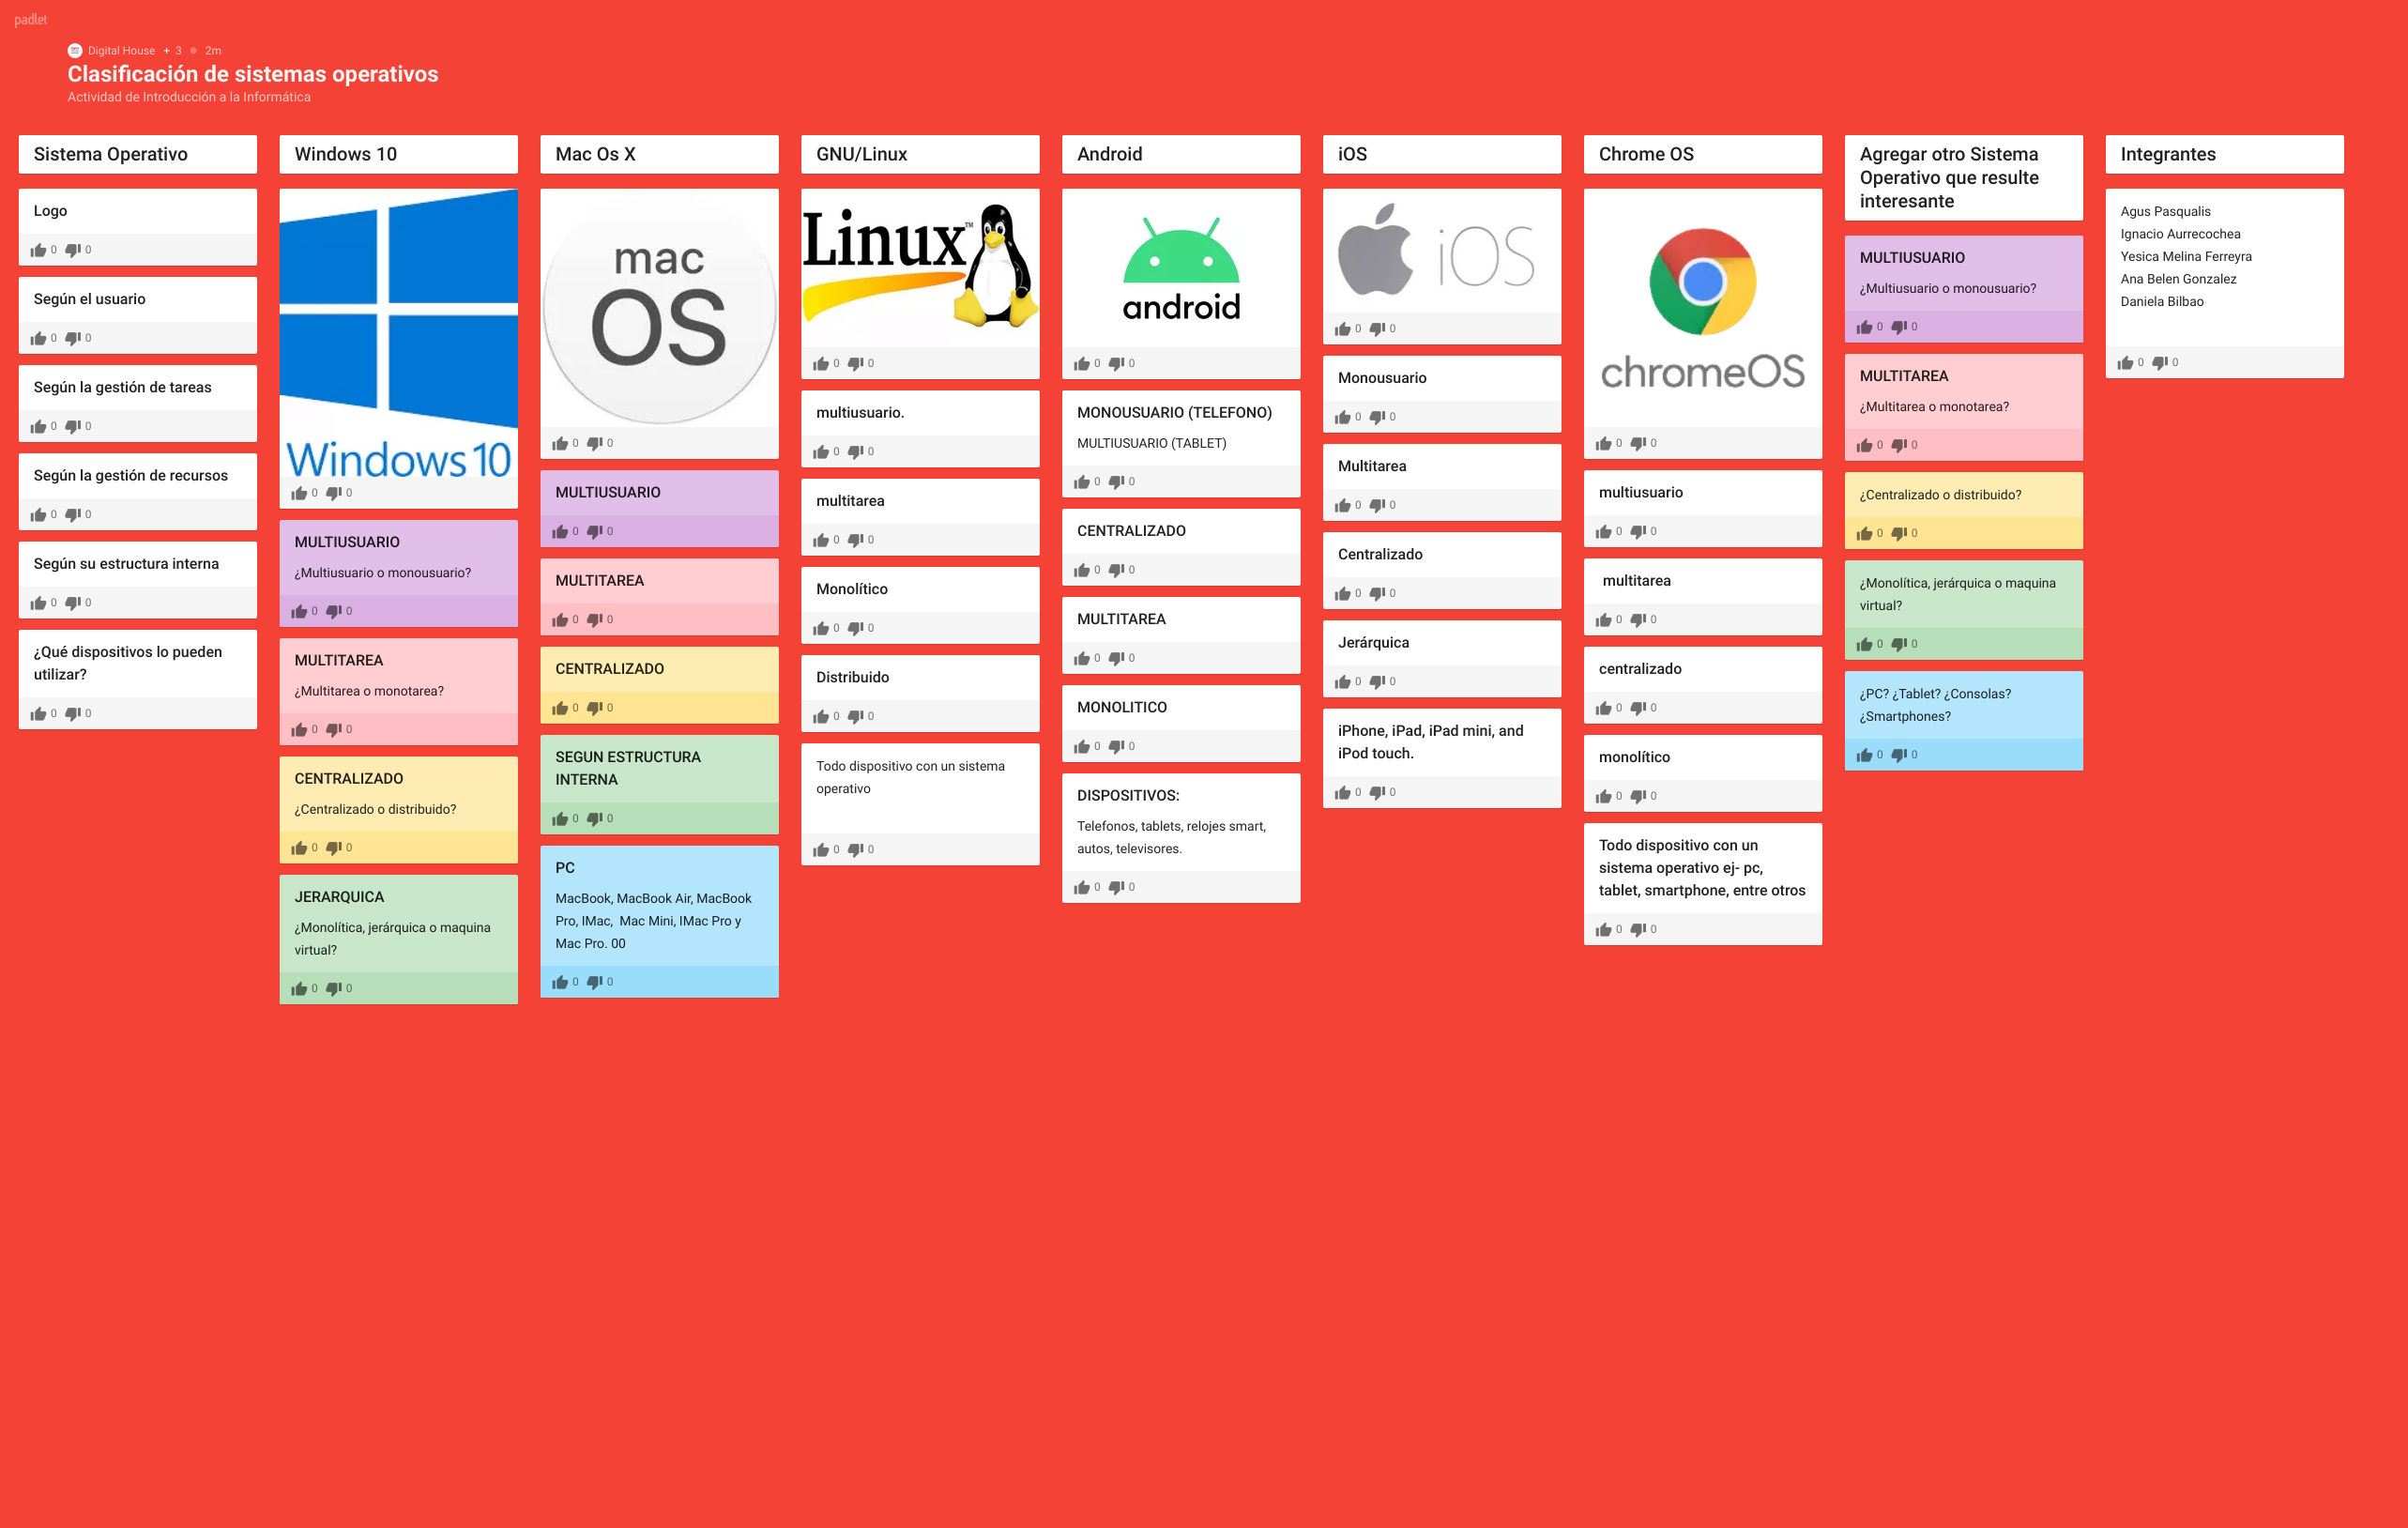 padlet
Digital House + 3 2m
Clasificación de sistemas operativos
Actividad de Introducción a la Informática
Sistema Operativo
Logo
0 0
Según el usuario
0 0
Según la gestión de tareas
0 0
Según la gestión de recursos
0 0
Según su estructura interna
0 0
¿Qué dispositivos lo pueden
utilizar?
0 0
Windows 10
Windows 10
0 0
MULTIUSUARIO
¿Multiusuario o monousuario?
0 0
MULTITAREA
¿Multitarea o monotarea?
0 0
CENTRALIZADO
¿Centralizado o distribuido?
0 0
JERARQUICA
¿Monolítica, jerárquica o maquina
virtual?
0 0
Mac Os X
mac
OS
0 0
MULTIUSUARIO
0 0
MULTITAREA
0 0
CENTRALIZADO
0 0
SEGUN ESTRUCTURA
INTERNA
0 0
PC
MacBook, MacBook Air, MacBook
Pro, IMac, Mac Mini, IMac Pro y
Mac Pro. 00
0 0
GNU/Linux
Linux™
0 0
multiusuario.
0 0
multitarea
0 0
Monolítico
0 0
Distribuido
0 0
Todo dispositivo con un sistema
operativo
0 0
Android
android
0 0
MONOUSUARIO (TELEFONO)
MULTIUSUARIO (TABLET)
0 0
CENTRALIZADO
0 0
MULTITAREA
0 0
MONOLITICO
0 0
DISPOSITIVOS:
Telefonos, tablets, relojes smart,
autos, televisores.
0 0
iOS
iOS
0 0
Monousuario
0 0
Multitarea
0 0
Centralizado
0 0
Jerárquica
0 0
iPhone, iPad, iPad mini, and
iPod touch.
0 0
Chrome OS
chromeOS
0 0
multiusuario
0 0
multitarea
0 0
centralizado
0 0
monolítico
0 0
Todo dispositivo con un
sistema operativo ej- pc,
tablet, smartphone, entre otros
0 0
Agregar otro Sistema
Operativo que resulte
interesante
MULTIUSUARIO
¿Multiusuario o monousuario?
0 0
MULTITAREA
¿Multitarea o monotarea?
0 0
¿Centralizado o distribuido?
0 0
¿Monolítica, jerárquica o maquina
virtual?
0 0
¿PC? ¿Tablet? ¿Consolas?
¿Smartphones?
0 0
Integrantes
Agus Pasqualis
Ignacio Aurrecochea
Yesica Melina Ferreyra
Ana Belen Gonzalez
Daniela Bilbao
0 0